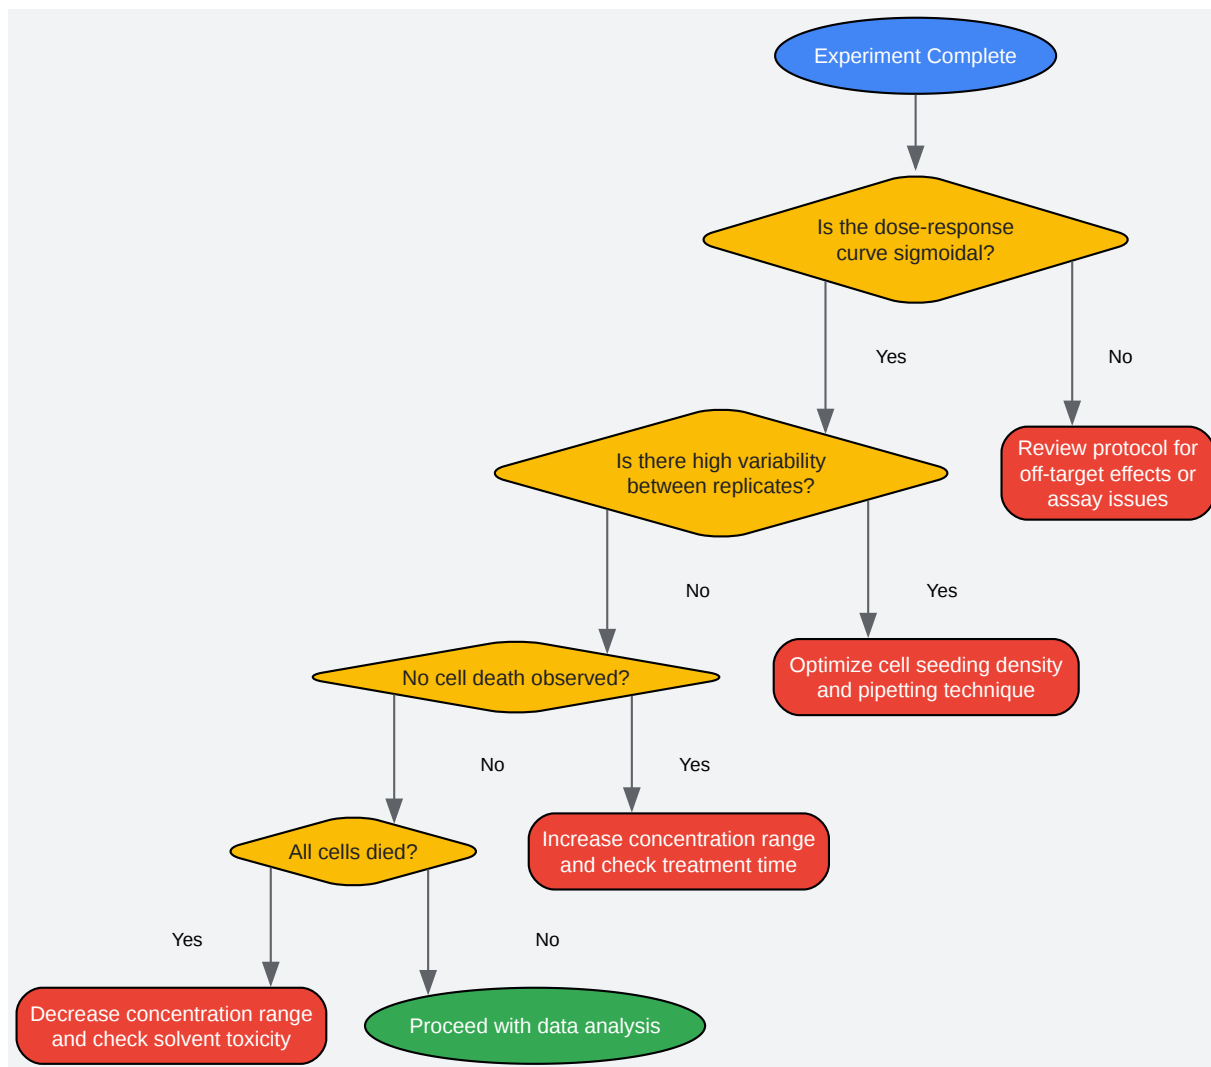 Experiment Complete
Is the dose-response
curve sigmoidal?
Yes
No
Is there high variability
between replicates?
Review protocol for
off-target effects or
assay issues
No
Yes
No cell death observed?
Optimize cell seeding density
and pipetting technique
No
Yes
All cells died?
Increase concentration range
and check treatment time
Yes
No
Decrease concentration range
and check solvent toxicity
Proceed with data analysis